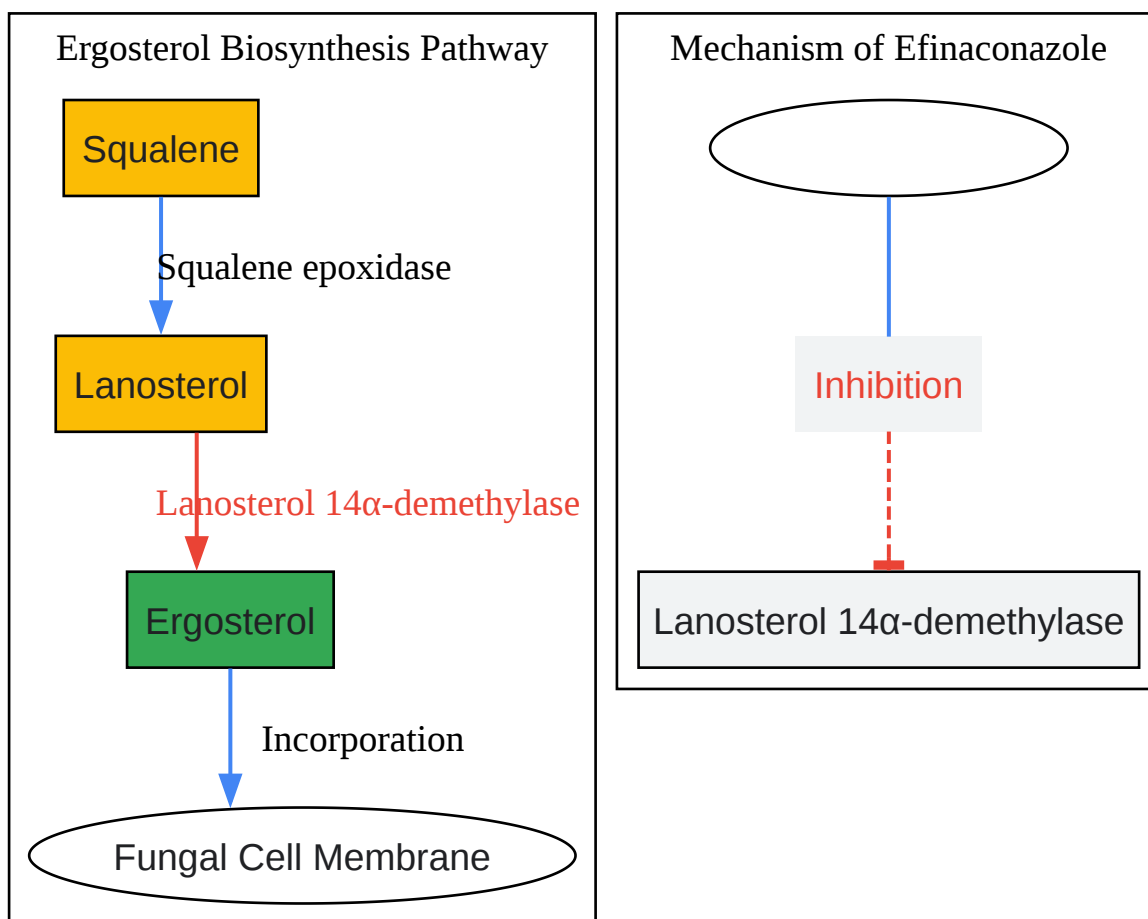 Ergosterol Biosynthesis Pathway
Squalene
Squalene epoxidase
Lanosterol
Lanosterol 14α-demethylase
Ergosterol
Incorporation
Fungal Cell Membrane
Mechanism of Efinaconazole
Inhibition
Lanosterol 14α-demethylase